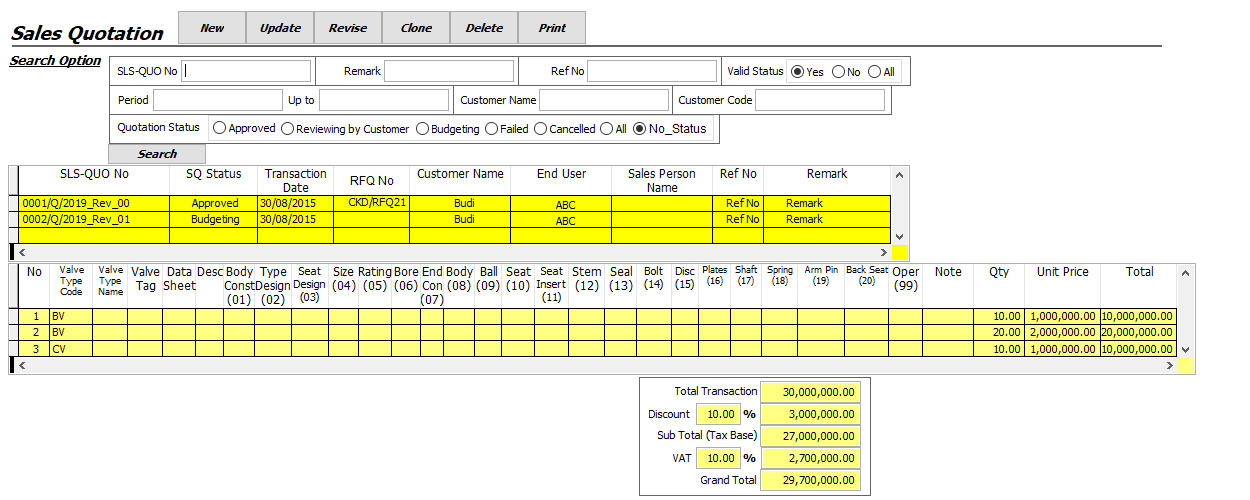 Sales Quotation New Update Revise Clone Delete Print
Search Option
SLS-QUO No Remark Ref No Valid Status Yes No All
Period Up to Customer Name Customer Code
Quotation Status Approved Reviewing by Customer Budgeting Failed Cancelled All No_Status
Search
SLS-QUO No SQ Status Transaction Date RFQ No Customer Name End User Sales Person Name Ref No Remark
0001/Q/2019_Rev_00 Approved 30/08/2015 CKD/RFQ21 Budi ABC Ref No Remark
0002/Q/2019_Rev_01 Budgeting 30/08/2015 Budi ABC Ref No Remark
No Valve Type Code Valve Type Name Valve Tag Data Sheet Desc Body Const (01) Type Design (02) Seat Design (03) Size (04) Rating (05) Bore (06) End Con (07) Body (08) Ball (09) Seat (10) Seat Insert (11) Stem (12) Seal (13) Bolt (14) Disc (15) Plates (16) Shaft (17) Spring (18) Arm Pin (19) Back Seat (20) Oper (99) Note Qty Unit Price Total
1 BV 10.00 1,000,000.00 10,000,000.00
2 BV 20.00 2,000,000.00 20,000,000.00
3 CV 10.00 1,000,000.00 10,000,000.00
Total Transaction 30,000,000.00
Discount 10.00 % 3,000,000.00
Sub Total (Tax Base) 27,000,000.00
VAT 10.00 % 2,700,000.00
Grand Total 29,700,000.00